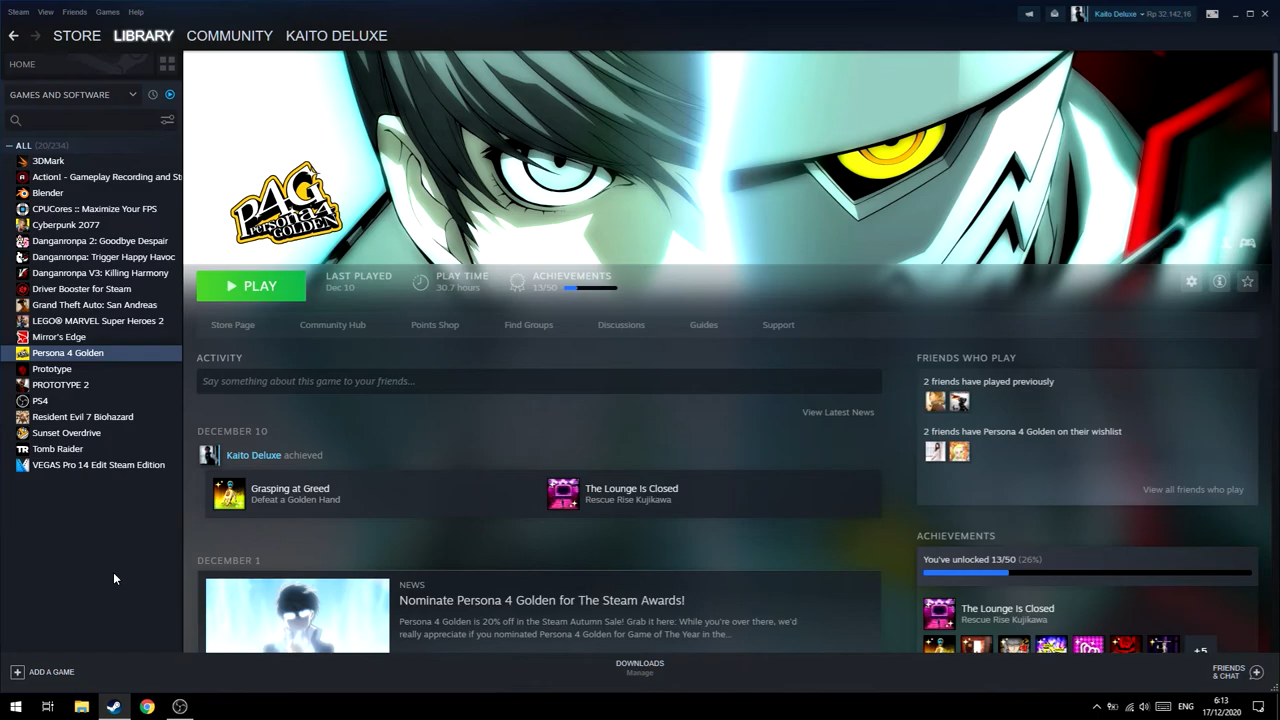 Steam View Friends Games Help
Kaito Deluxe Rp 32.142,16
STORE LIBRARY COMMUNITY KAITO DELUXE
HOME
GAMES AND SOFTWARE
ALL (20/234)
3DMark
Action! - Gameplay Recording and St
Blender
CPUCores :: Maximize Your FPS
Cyberpunk 2077
Danganronpa 2: Goodbye Despair
Danganronpa: Trigger Happy Havoc
Danganronpa V3: Killing Harmony
Driver Booster for Steam
Grand Theft Auto: San Andreas
LEGO® MARVEL Super Heroes 2
Mirror's Edge
Persona 4 Golden
Prototype
PROTOTYPE 2
PS4
Resident Evil 7 Biohazard
Sunset Overdrive
Tomb Raider
VEGAS Pro 14 Edit Steam Edition
ADD A GAME
P4G
Persona 4
GOLDEN
PLAY
LAST PLAYED
Dec 10
PLAY TIME
30.7 hours
ACHIEVEMENTS
13/50
Store Page Community Hub Points Shop Find Groups Discussions Guides Support
ACTIVITY
Say something about this game to your friends...
View Latest News
DECEMBER 10
Kaito Deluxe achieved
Grasping at Greed
Defeat a Golden Hand
The Lounge Is Closed
Rescue Rise Kujikawa
DECEMBER 1
NEWS
Nominate Persona 4 Golden for The Steam Awards!
Persona 4 Golden is 20% off in the Steam Autumn Sale! Grab it here: While you're over there, we'd
really appreciate if you nominated Persona 4 Golden for Game of The Year in the...
FRIENDS WHO PLAY
2 friends have played previously
2 friends have Persona 4 Golden on their wishlist
View all friends who play
ACHIEVEMENTS
You've unlocked 13/50 (26%)
The Lounge Is Closed
Rescue Rise Kujikawa
+5
DOWNLOADS
Manage
FRIENDS
& CHAT
ENG
6:13
17/12/2020